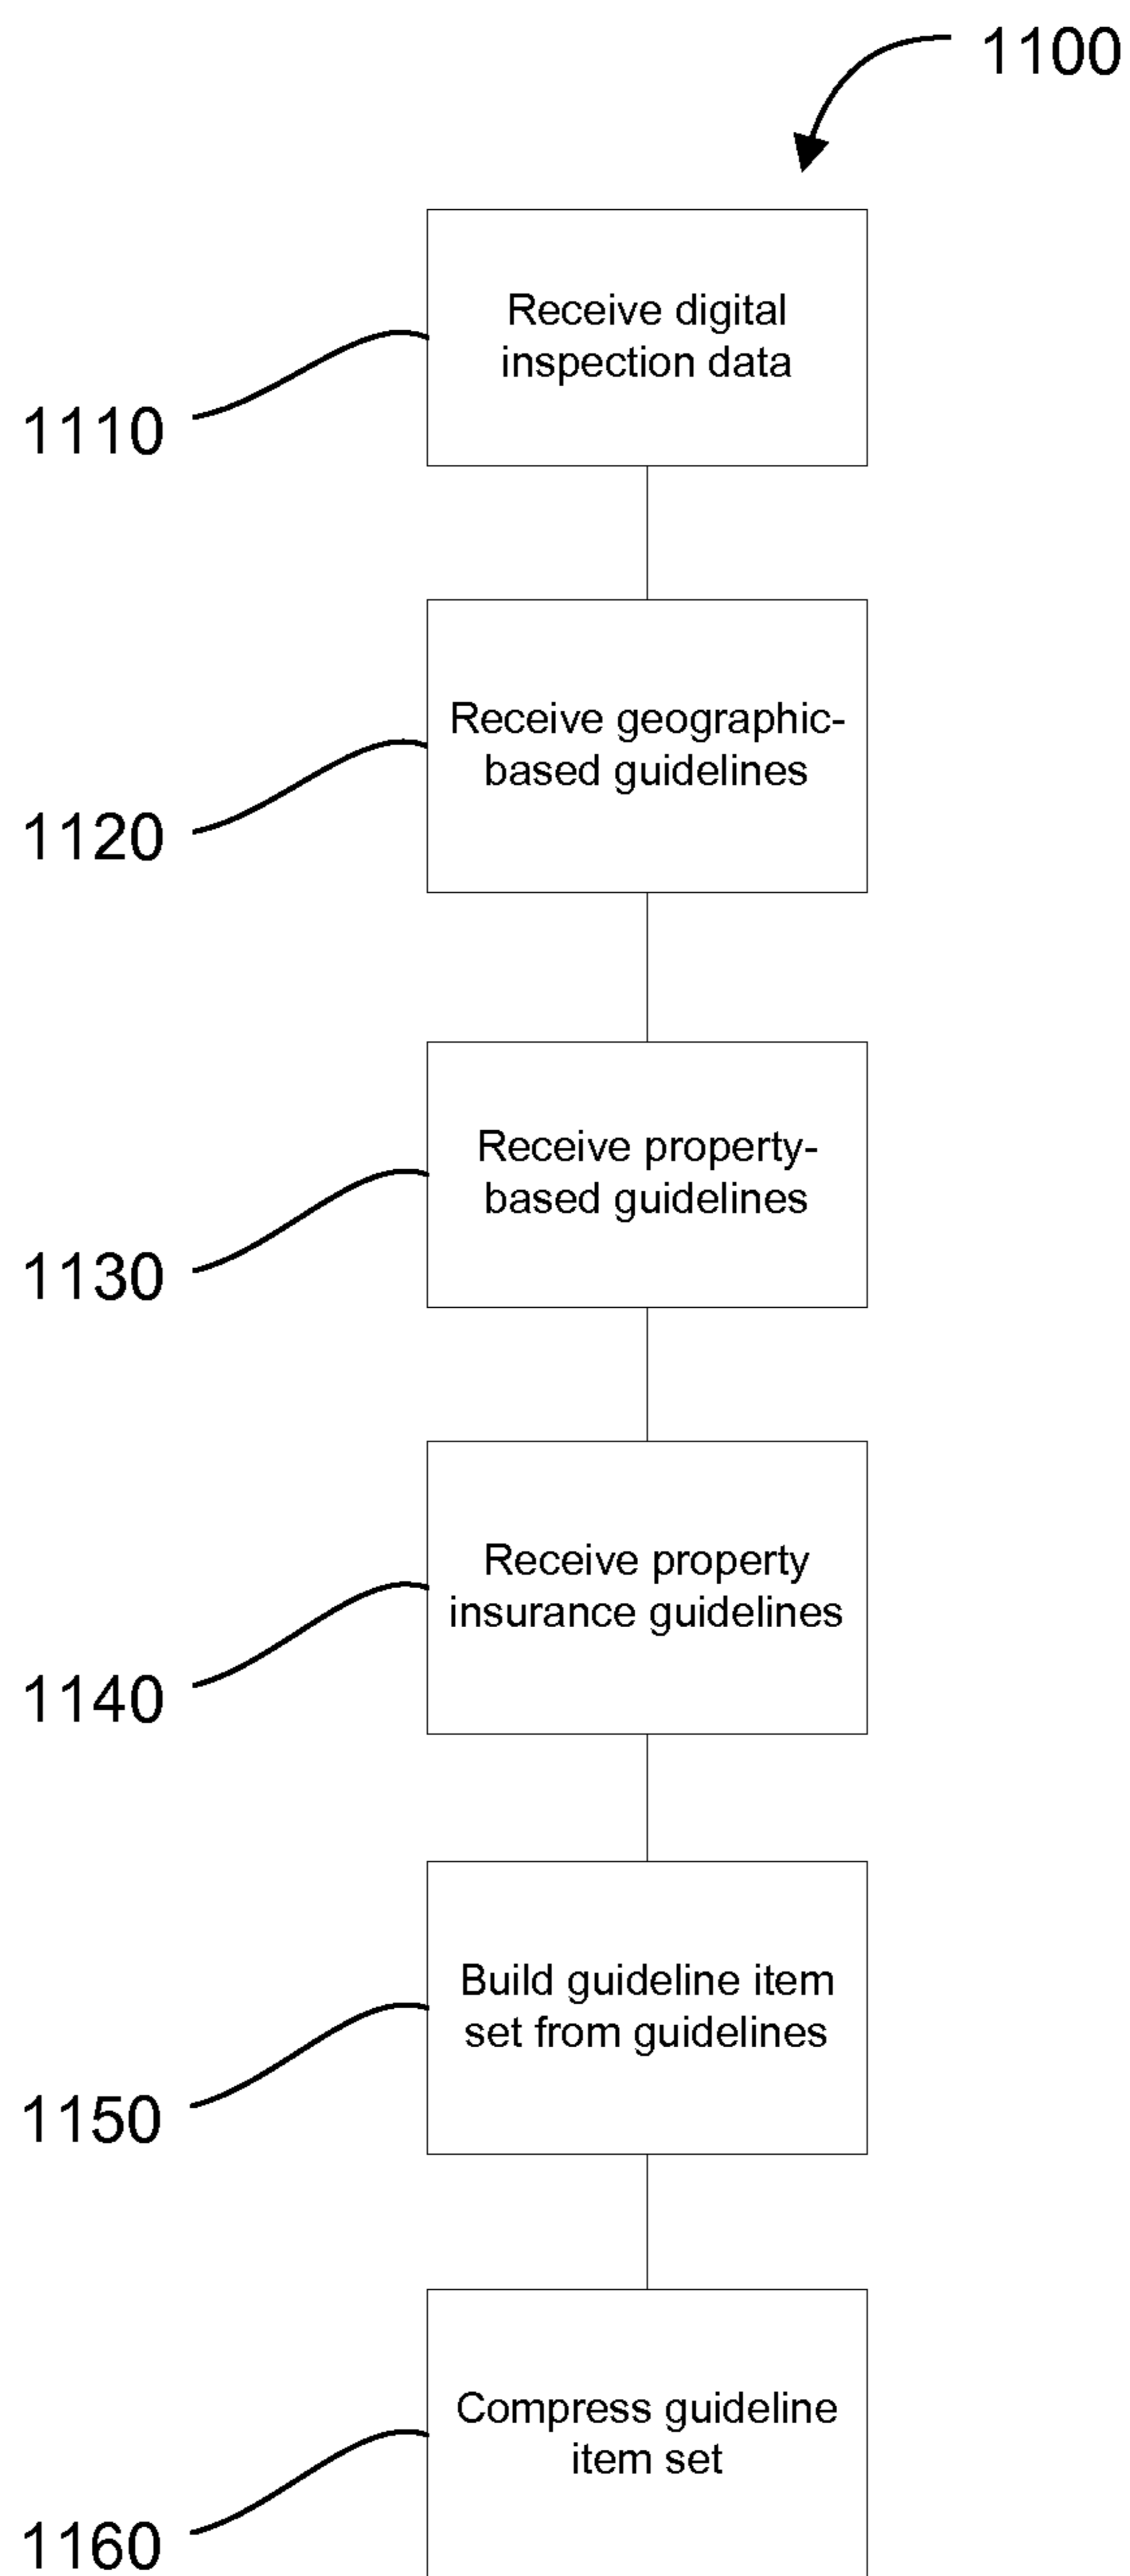 1100
Receive digital
inspection data
1110
Receive geographic-
based guidelines
1120
Receive property-
based guidelines
1130
Receive property
insurance guidelines
1140
Build guideline item
set from guidelines
1150
Compress guideline
item set
1160